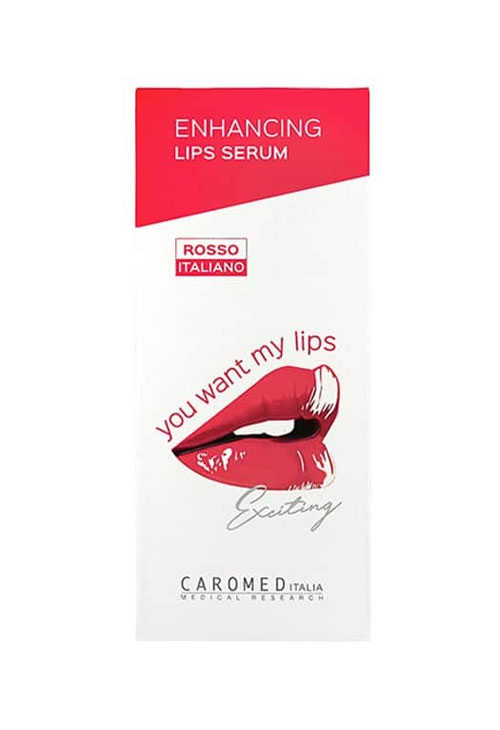 ENHANCING
LIPS SERUM
ROSSO
ITALIANO
you want my lips
Exciting
CAROMED ITALIA
MEDICAL RESEARCH